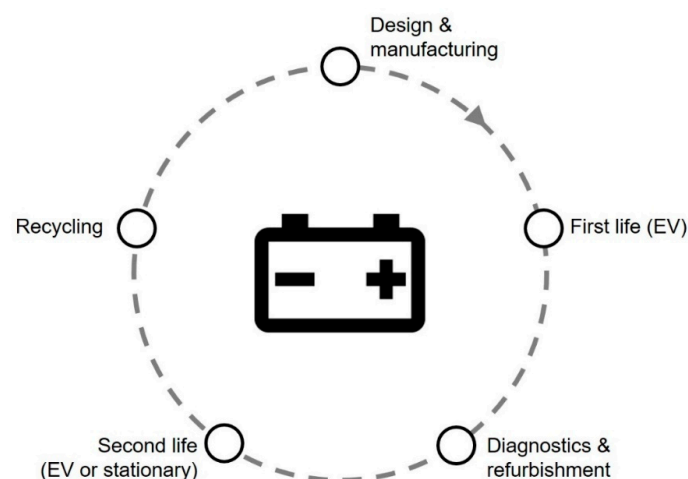 Design &
manufacturing
First life (EV)
Diagnostics &
refurbishment
Second life
(EV or stationary)
Recycling